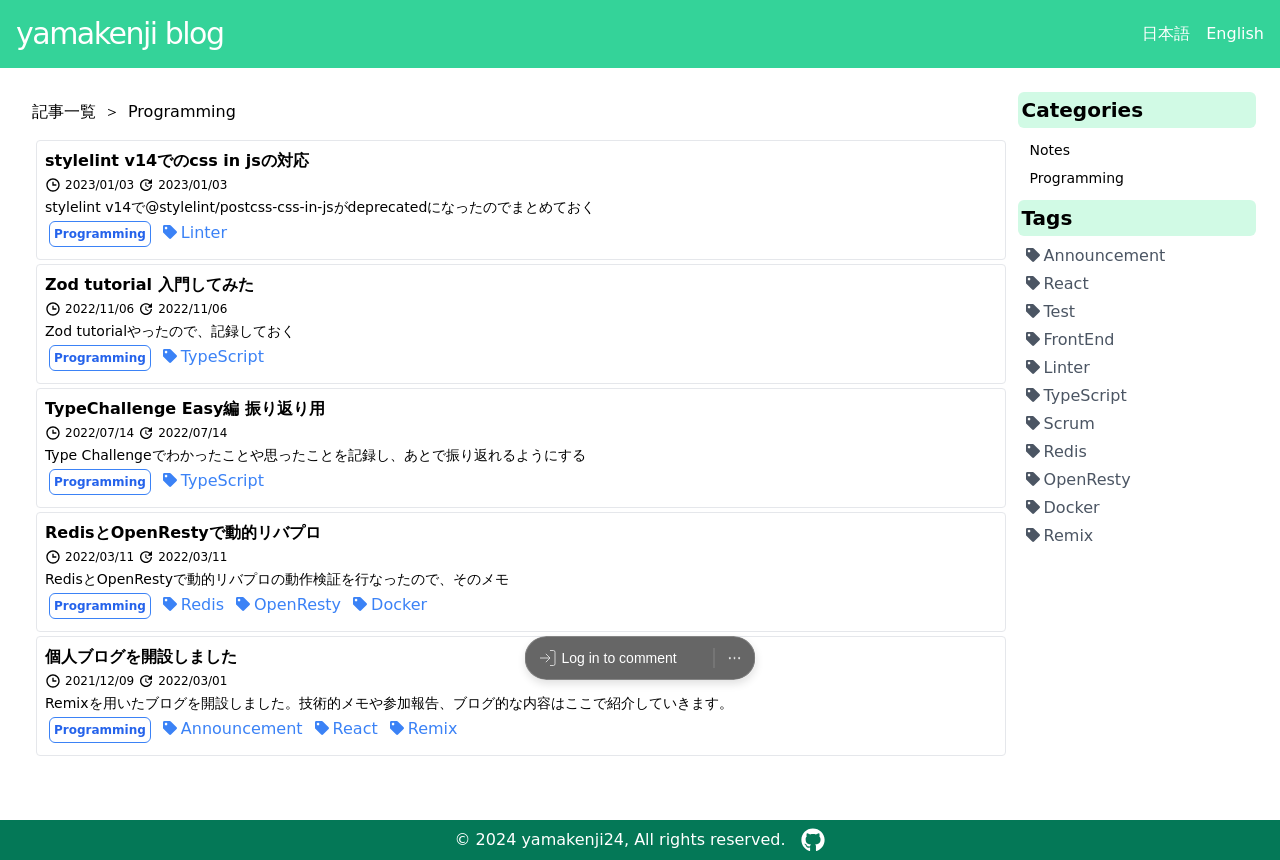 yamakenji blog
日本語 English
記事一覧 ＞ Programming
stylelint v14でのcss in jsの対応
2023/01/03 2023/01/03
stylelint v14で@stylelint/postcss-css-in-jsがdeprecatedになったのでまとめておく
Programming Linter
Zod tutorial 入門してみた
2022/11/06 2022/11/06
Zod tutorialやったので、記録しておく
Programming TypeScript
TypeChallenge Easy編 振り返り用
2022/07/14 2022/07/14
Type Challengeでわかったことや思ったことを記録し、あとで振り返れるようにする
Programming TypeScript
RedisとOpenRestyで動的リバプロ
2022/03/11 2022/03/11
RedisとOpenRestyで動的リバプロの動作検証を行なったので、そのメモ
Programming Redis OpenResty Docker
個人ブログを開設しました
2021/12/09 2022/03/01
Remixを用いたブログを開設しました。技術的メモや参加報告、ブログ的な内容はここで紹介していきます。
Programming Announcement React Remix
Log in to comment
Categories
Notes
Programming
Tags
Announcement
React
Test
FrontEnd
Linter
TypeScript
Scrum
Redis
OpenResty
Docker
Remix
© 2024 yamakenji24, All rights reserved.